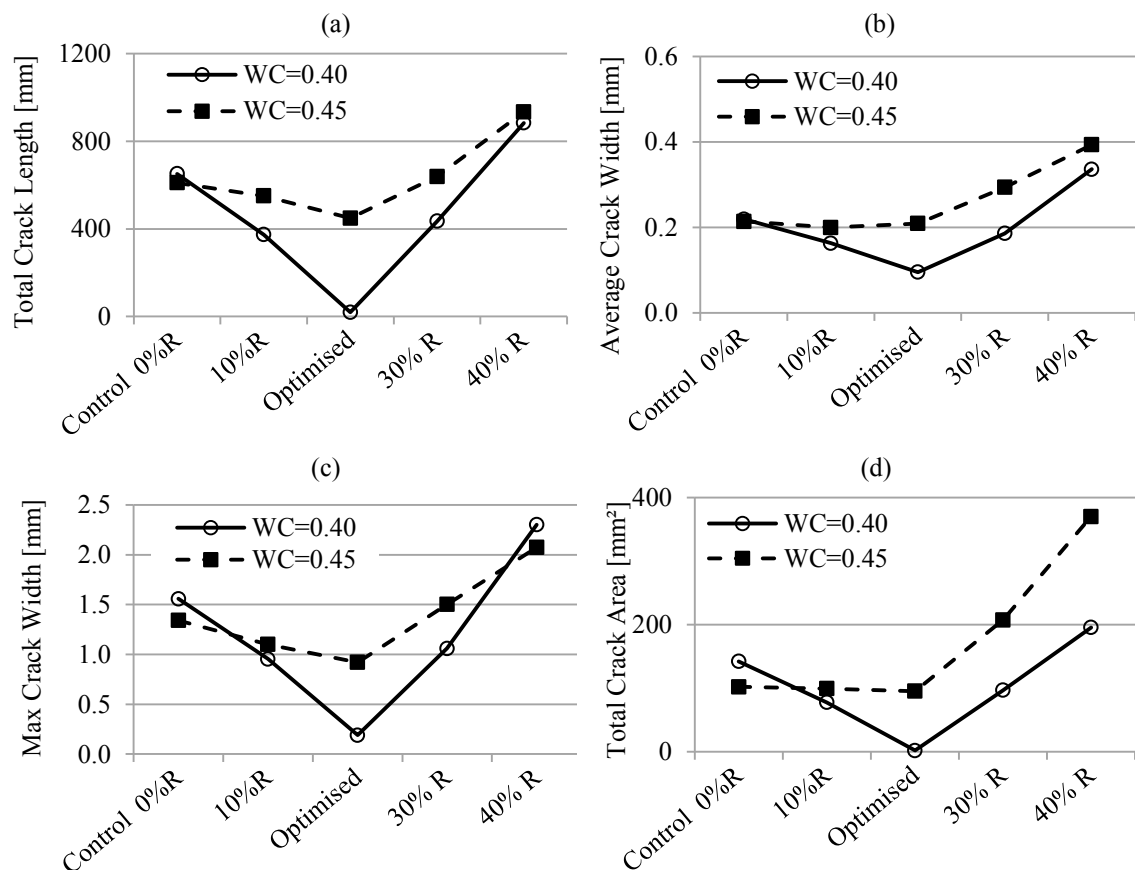 (a)
Total Crack Length [mm]
1200
800
400
0
WC=0.40
WC=0.45
Control 0%R
10%R
Optimised
30% R
40% R
(b)
Average Crack Width [mm]
0.6
0.4
0.2
0.0
WC=0.40
WC=0.45
Control 0%R
10%R
Optimised
30% R
40% R
(c)
Max Crack Width [mm]
2.5
2.0
1.5
1.0
0.5
0.0
WC=0.40
WC=0.45
Control 0%R
10%R
Optimised
30% R
40% R
(d)
Total Crack Area [mm²]
400
200
0
WC=0.40
WC=0.45
Control 0%R
10%R
Optimised
30% R
40% R